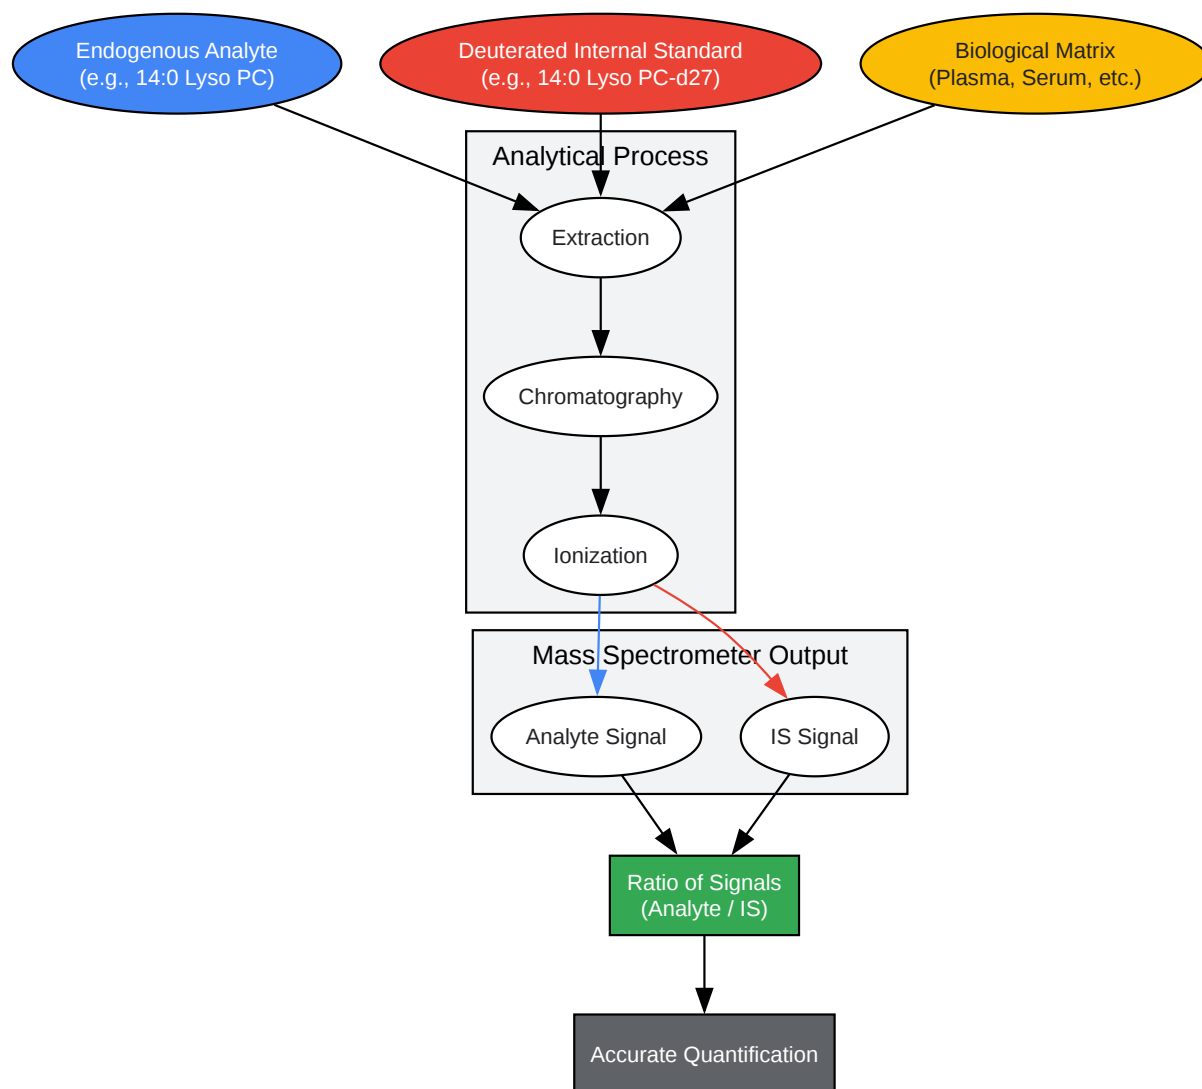 Endogenous Analyte
(e.g., 14:0 Lyso PC)
Deuterated Internal Standard
(e.g., 14:0 Lyso PC-d27)
Biological Matrix
(Plasma, Serum, etc.)
Analytical Process
Extraction
Chromatography
Ionization
Mass Spectrometer Output
Analyte Signal
IS Signal
Ratio of Signals
(Analyte / IS)
Accurate Quantification